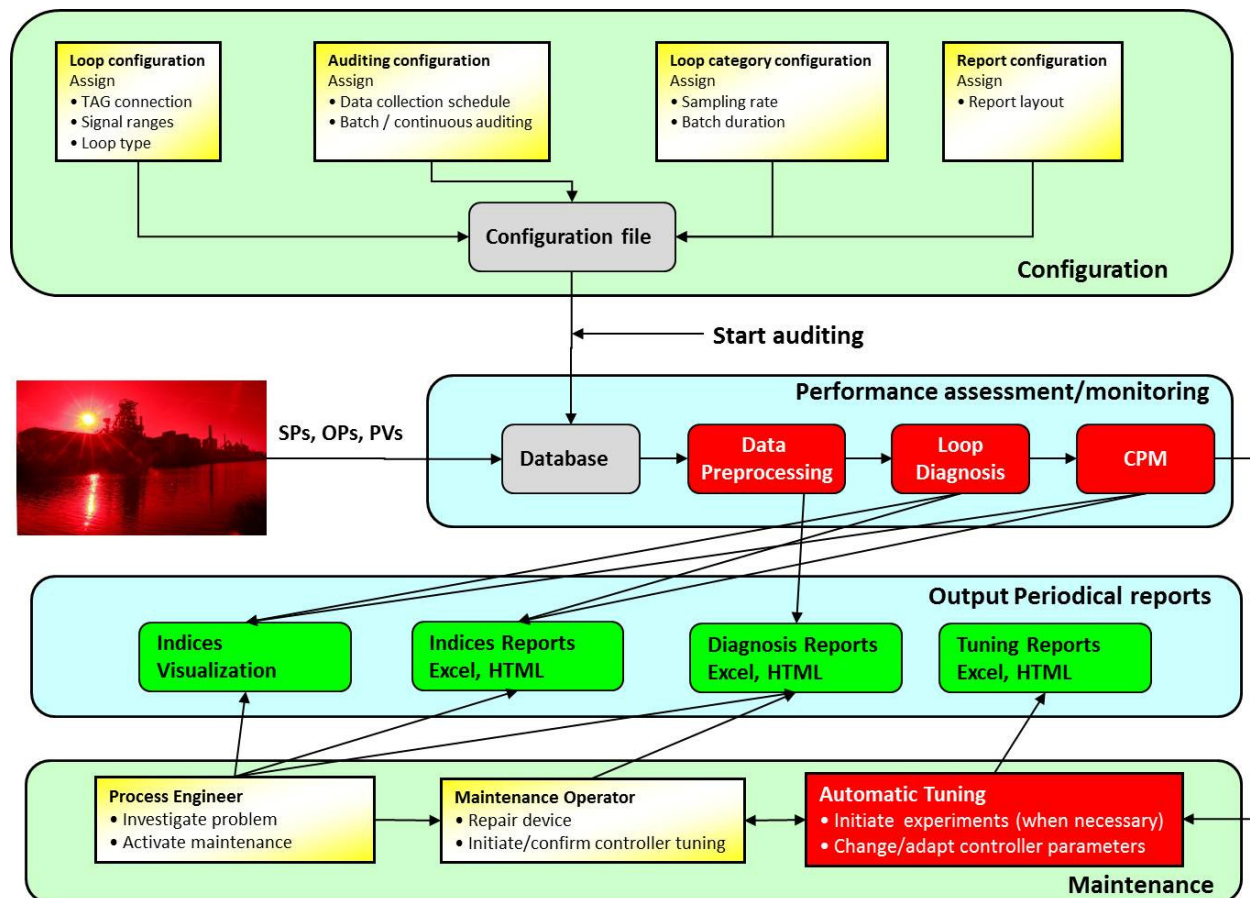 Loop configuration
Assign
• TAG connection
• Signal ranges
• Loop type
Auditing configuration
Assign
• Data collection schedule
• Batch / continuous auditing
Loop category configuration
Assign
• Sampling rate
• Batch duration
Report configuration
Assign
• Report layout
Configuration file
Configuration
Start auditing
Performance assessment/monitoring
SPs, OPs, PVs
Database
Data
Preprocessing
Loop
Diagnosis
CPM
Output Periodical reports
Indices
Visualization
Indices Reports
Excel, HTML
Diagnosis Reports
Excel, HTML
Tuning Reports
Excel, HTML
Process Engineer
• Investigate problem
• Activate maintenance
Maintenance Operator
• Repair device
• Initiate/confirm controller tuning
Automatic Tuning
• Initiate experiments (when necessary)
• Change/adapt controller parameters
Maintenance